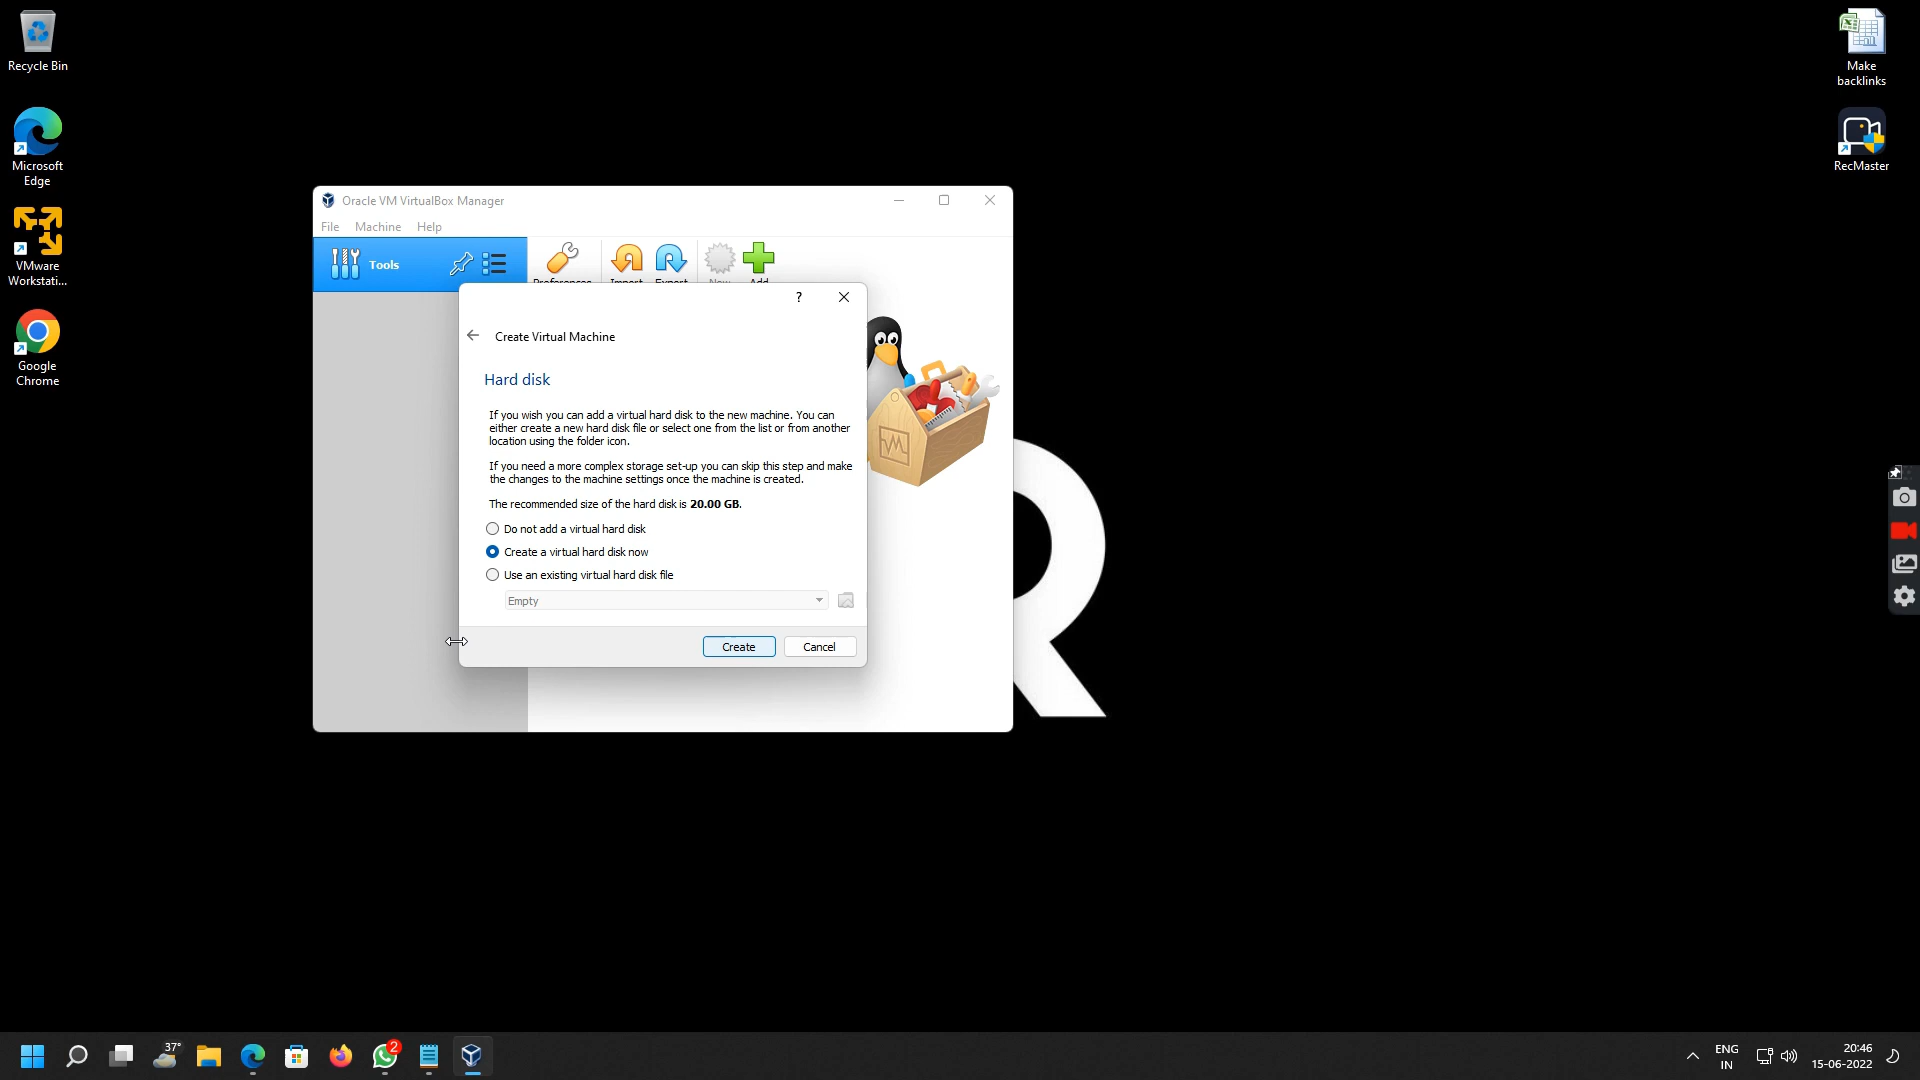 Recycle Bin
Microsoft
Edge
VMware
Workstati...
Google
Chrome
Make
backlinks
RecMaster
Oracle VM VirtualBox Manager
File Machine Help
Tools
Preferences Import Export New Add
?
Create Virtual Machine
Hard disk
If you wish you can add a virtual hard disk to the new machine. You can
either create a new hard disk file or select one from the list or from another
location using the folder icon.
If you need a more complex storage set-up you can skip this step and make
the changes to the machine settings once the machine is created.
The recommended size of the hard disk is 20.00 GB.
Do not add a virtual hard disk
Create a virtual hard disk now
Use an existing virtual hard disk file
Empty
Create Cancel
R
37°
2
ENG
IN
20:46
15-06-2022